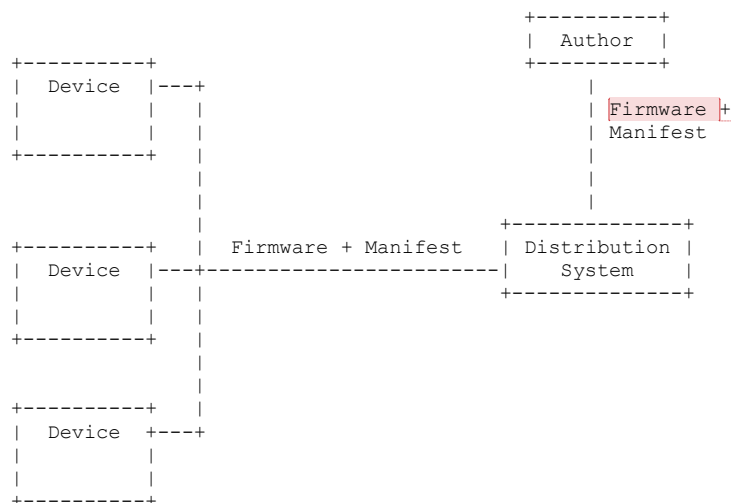 Author
Device
Firmware +
Manifest
Firmware + Manifest
Distribution
System
Device
Device